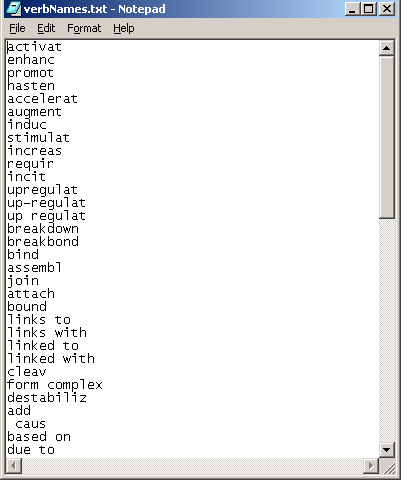 verbNames.txt - Notepad
File Edit Format Help
activat
enhanc
promot
hasten
accelerat
augment
induc
stimulat
increas
requir
incit
upregulat
up-regulat
up regulat
breakdown
breakbond
bind
assembl
join
attach
bound
links to
links with
linked to
linked with
cleav
form complex
destabiliz
add
 caus
based on
due to